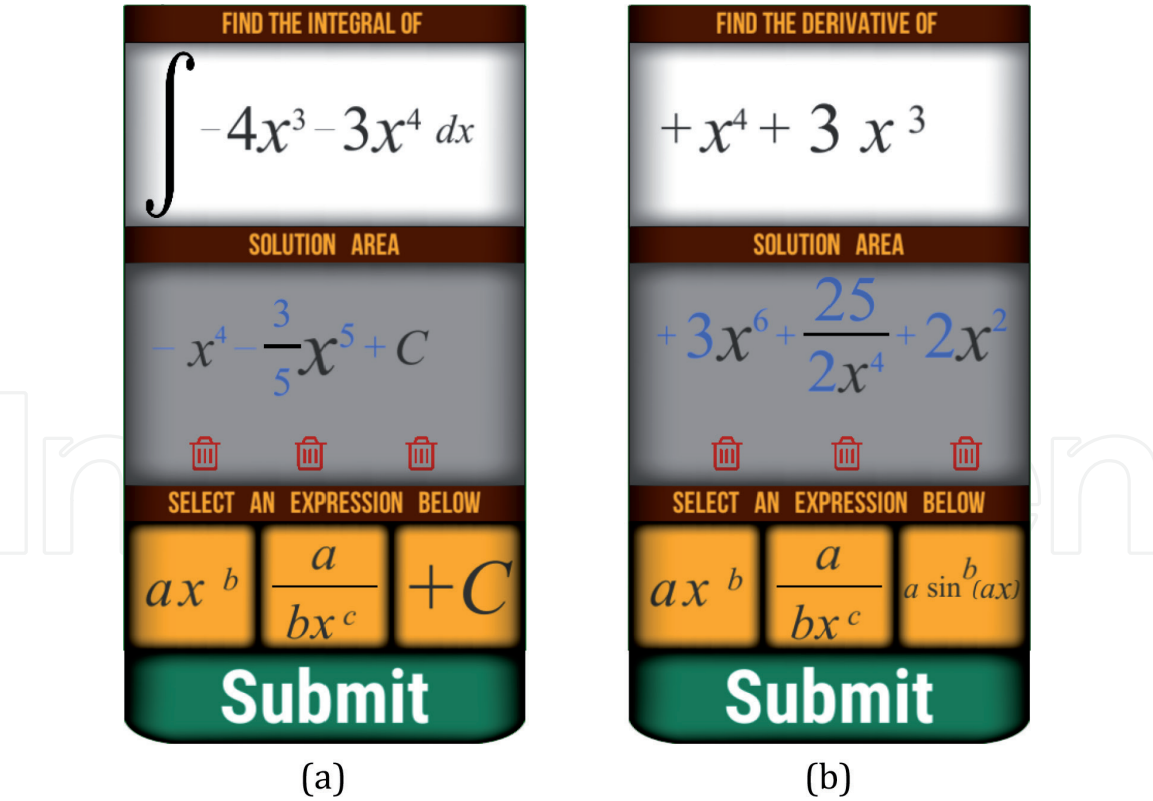 FIND THE INTEGRAL OF
∫ -4x³ - 3x⁴ dx
SOLUTION AREA
- x⁴ - 3/5 x⁵ + C
SELECT AN EXPRESSION BELOW
ax ᵇ
a/bx ᶜ
+C
Submit
(a)
FIND THE DERIVATIVE OF
+x⁴ + 3 x ³
SOLUTION AREA
+3x⁶ + 25/2x⁴ + 2x²
SELECT AN EXPRESSION BELOW
ax ᵇ
a/bx ᶜ
a sinᵇ(ax)
Submit
(b)